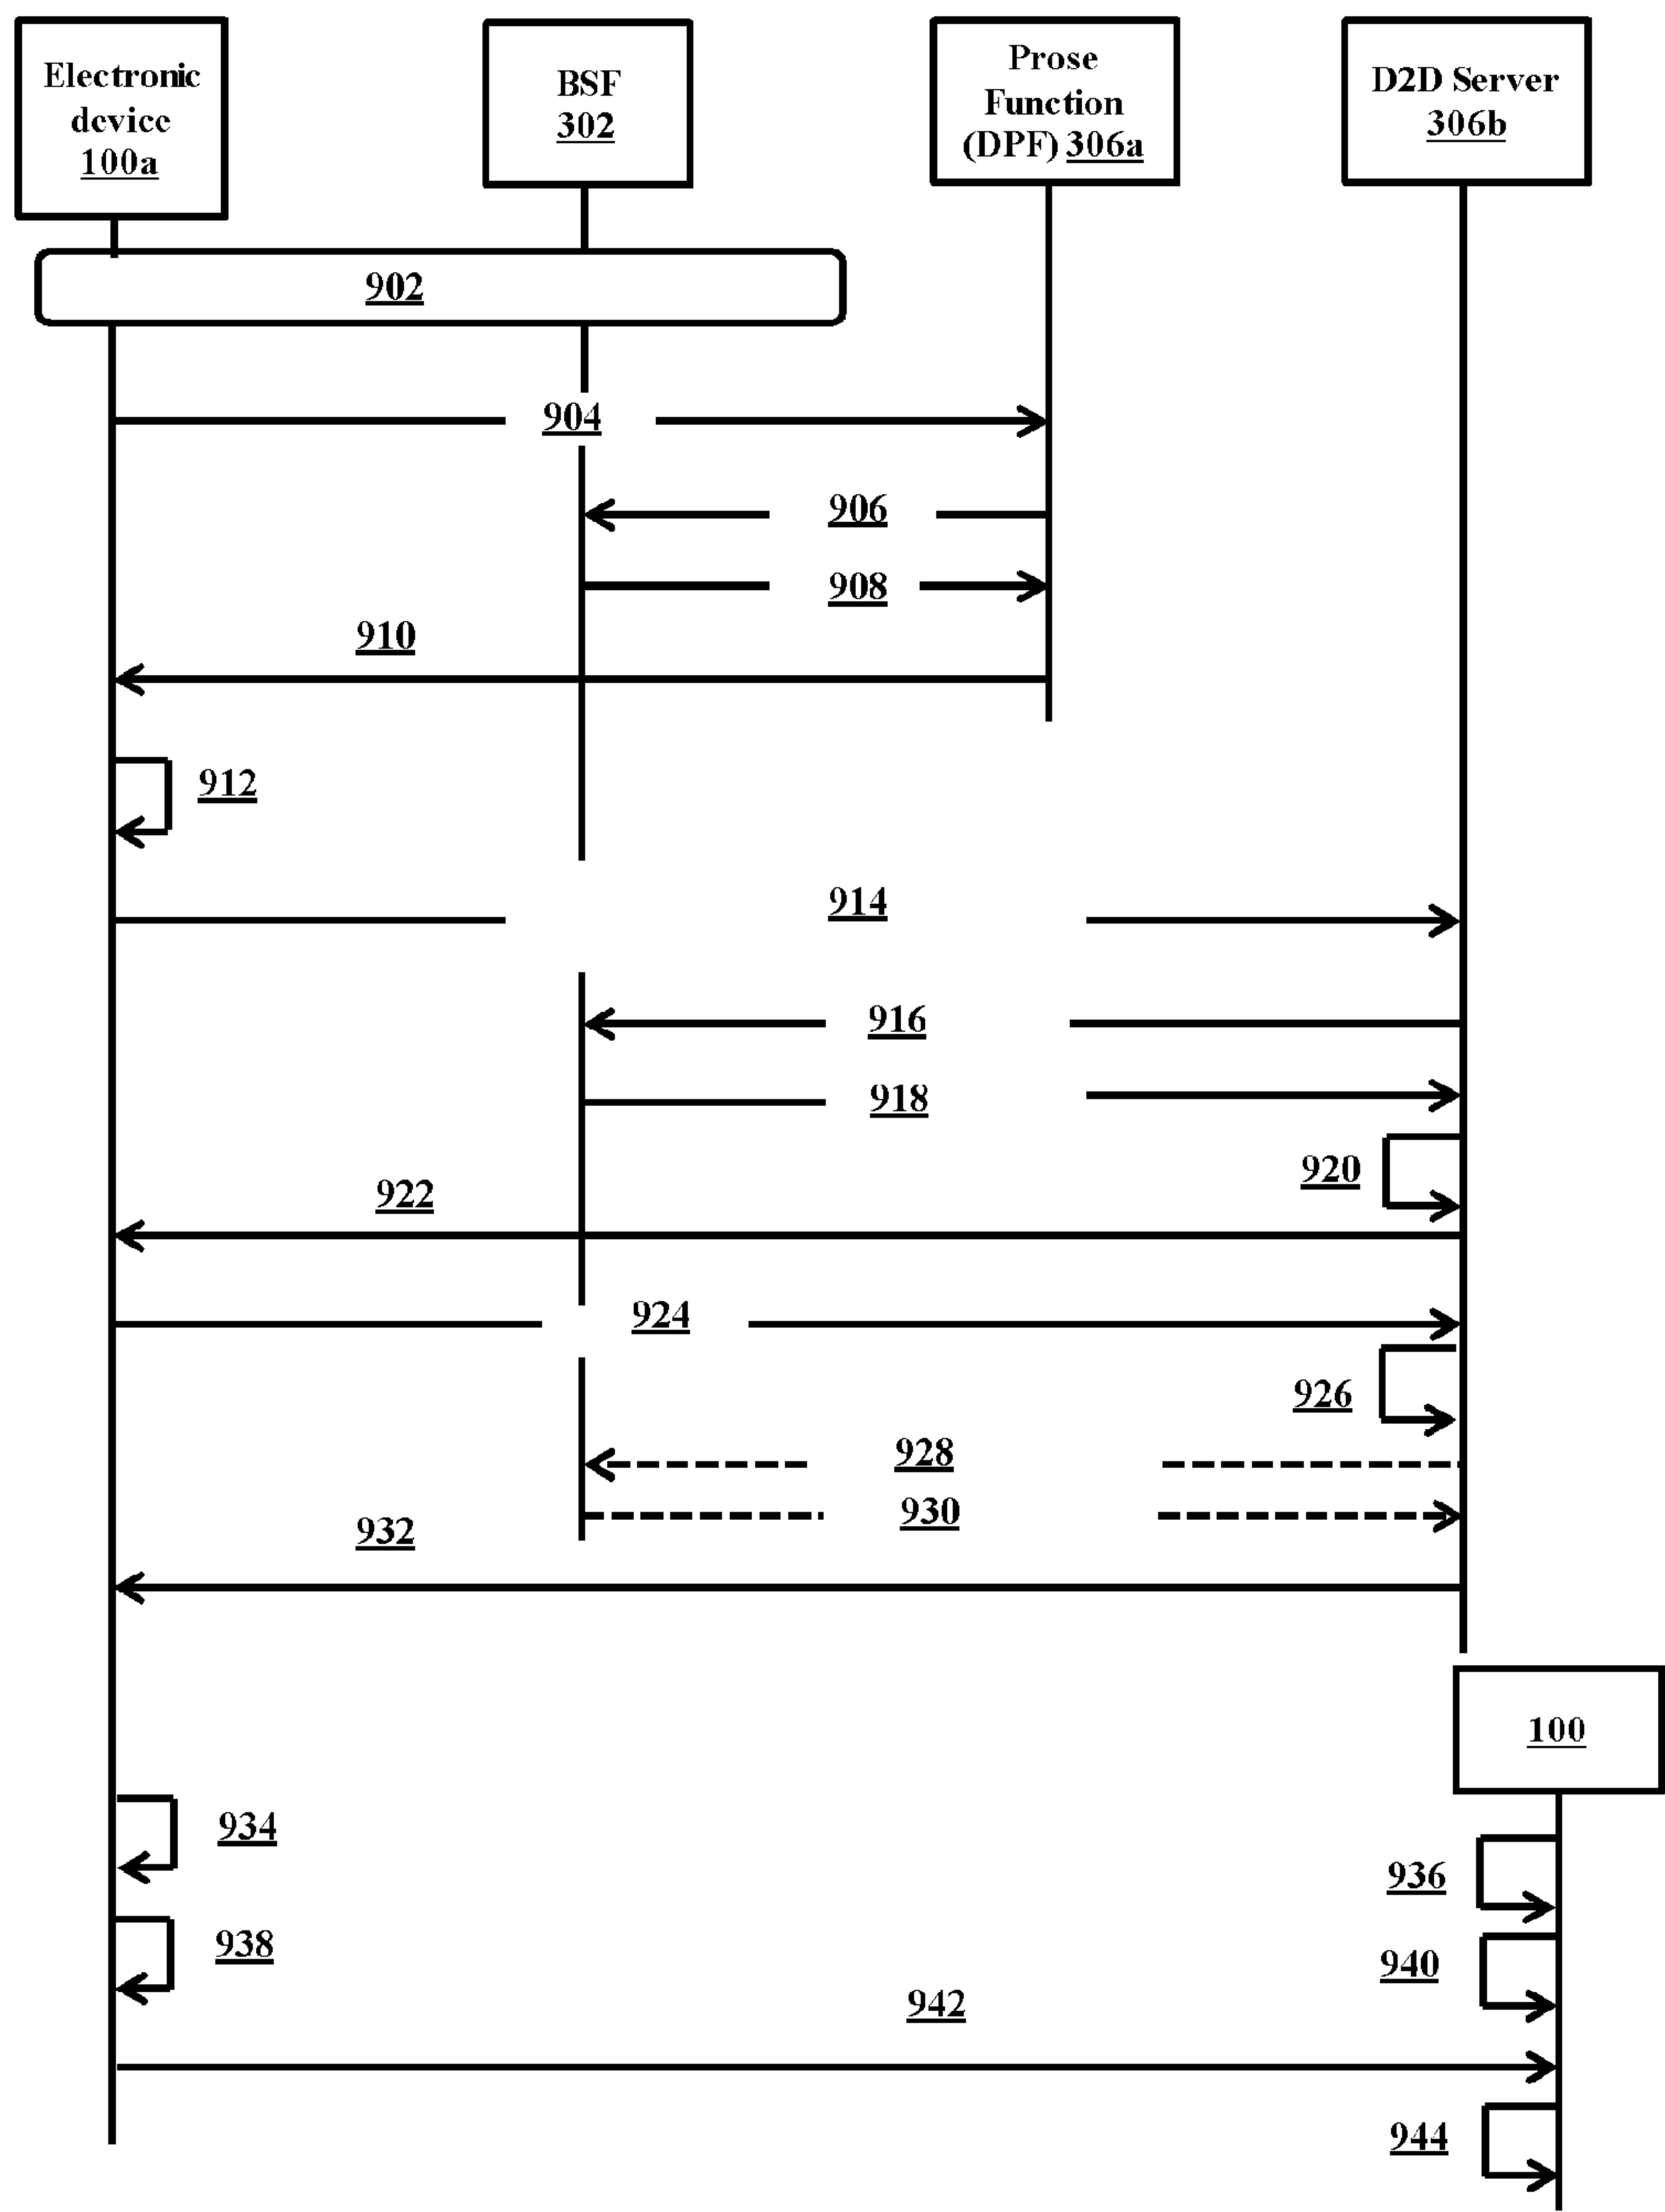 Electronic
device
100a
BSF
302
Prose
Function
(DPF) 306a
D2D Server
306b
902
904
906
908
910
912
914
916
918
920
922
924
926
928
930
932
100
934
936
938
940
942
944